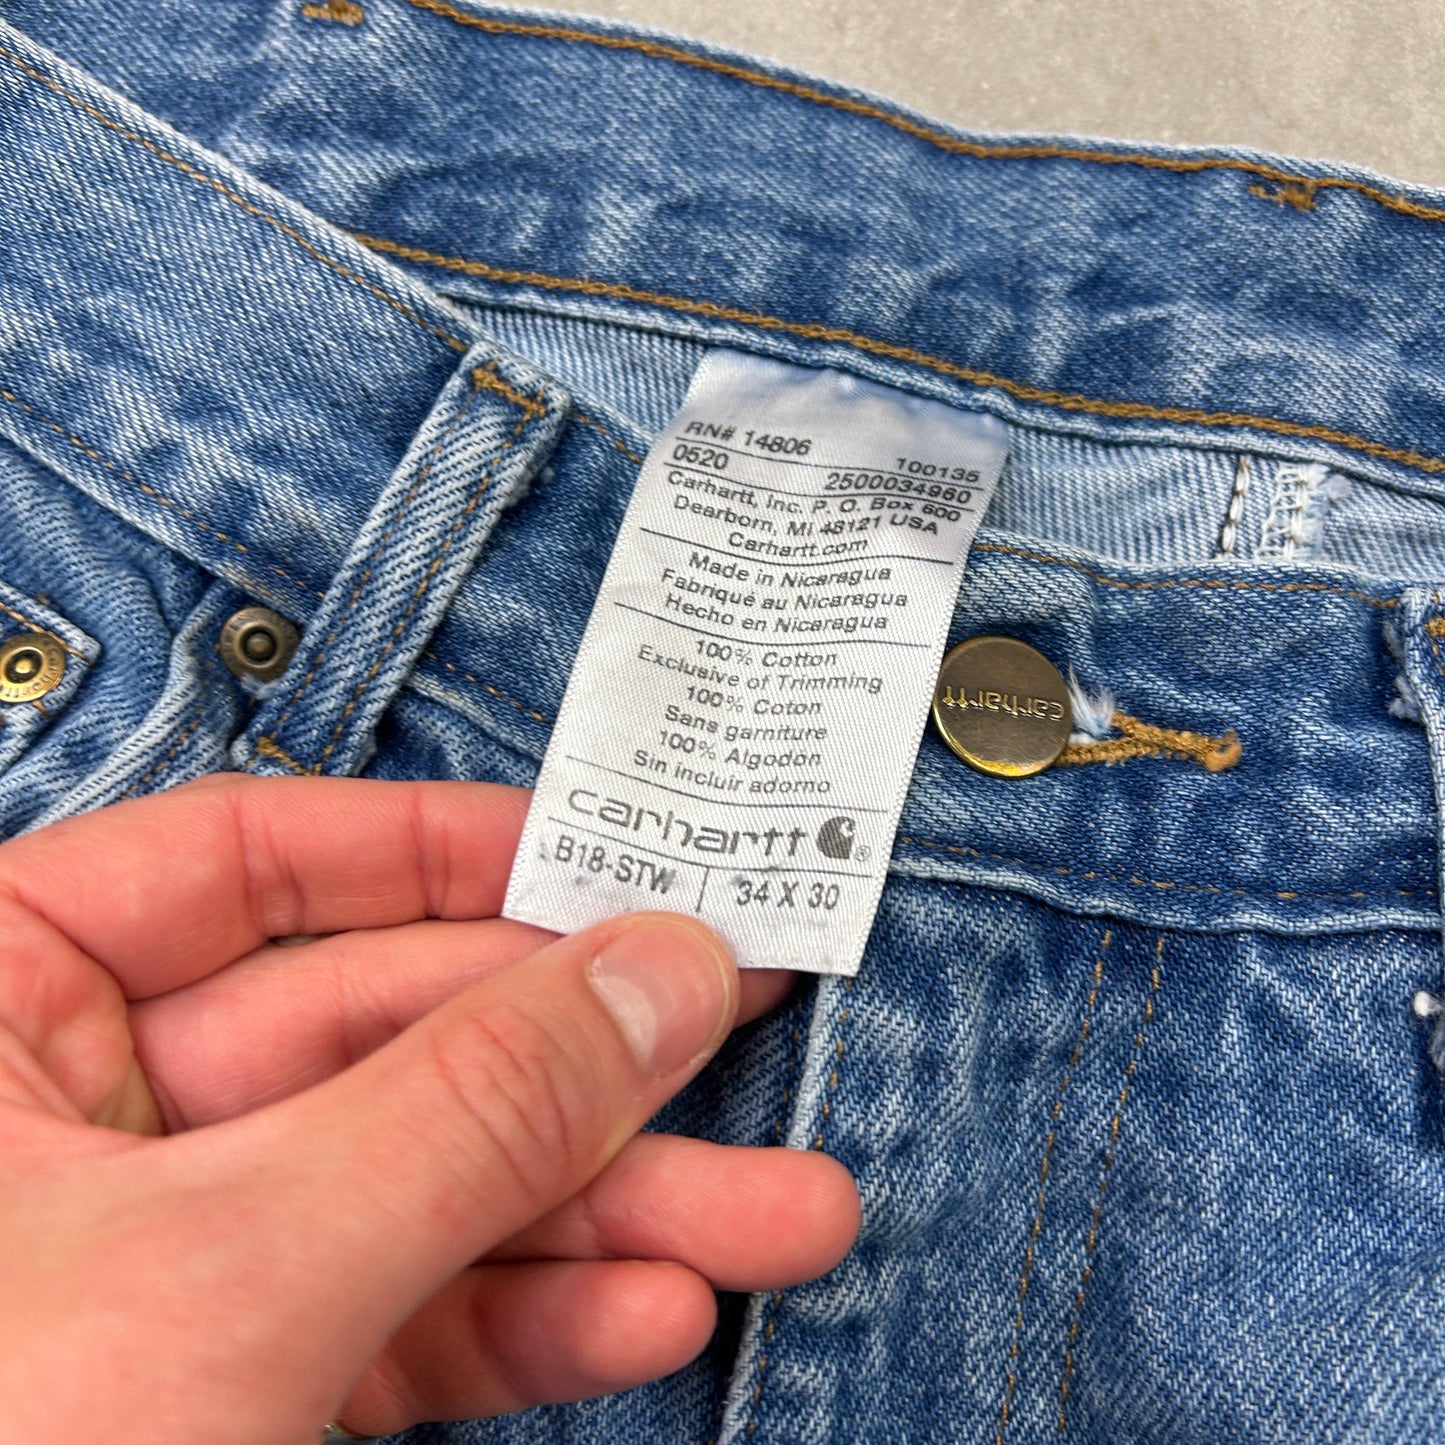 RN# 14806 100135
0520 2500034960
Carhartt, Inc. P. O. Box 600
Dearborn, MI 48121 USA
Carhartt.com
Made in Nicaragua
Fabriqué au Nicaragua
Hecho en Nicaragua
100% Cotton
Exclusive of Trimming
100% Coton
Sans garniture
100% Algodón
Sin incluir adorno
carhartt ®
B18-STW 34 X 30
carhartt